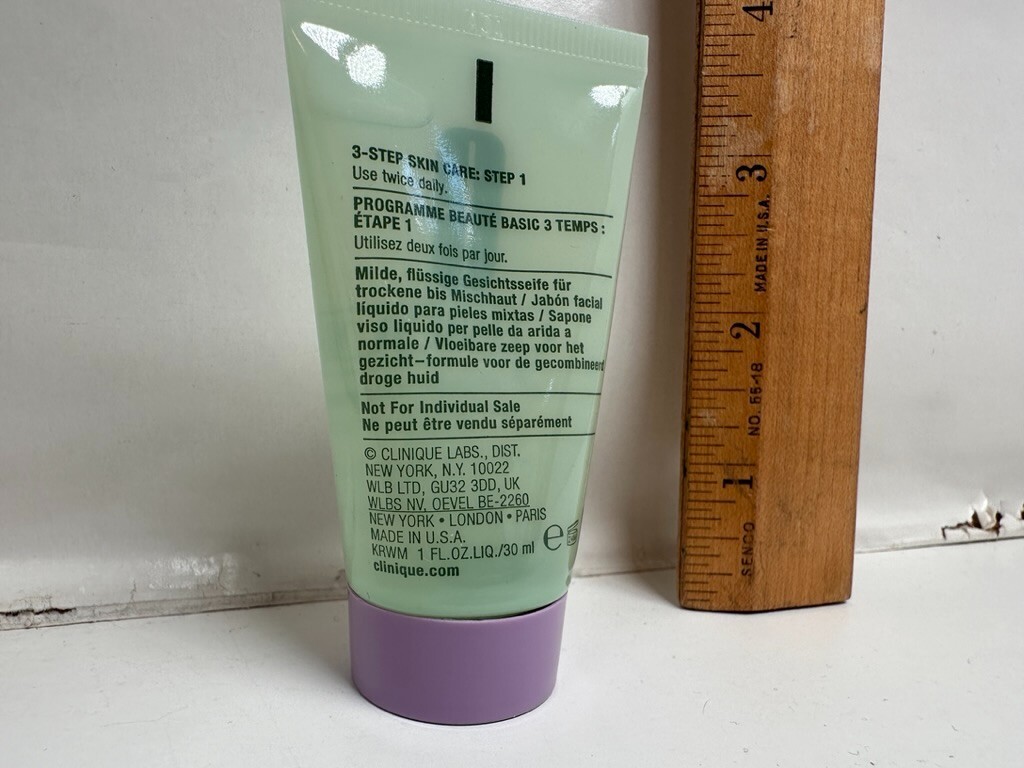 3-STEP SKIN CARE: STEP 1
Use twice daily.
PROGRAMME BEAUTÉ BASIC 3 TEMPS :
ÉTAPE 1
Utilisez deux fois par jour.
Milde, flüssige Gesichtsseife für
trockene bis Mischhaut / Jabón facial
líquido para pieles mixtas / Sapone
viso liquido per pelle da arida a
normale / Vloeibare zeep voor het
gezicht–formule voor de gecombineerd
droge huid
Not For Individual Sale
Ne peut être vendu séparément
© CLINIQUE LABS., DIST.
NEW YORK, N.Y. 10022
WLB LTD, GU32 3DD, UK
WLBS NV, OEVEL BE-2260
NEW YORK • LONDON • PARIS
MADE IN U.S.A.
KRWM 1 FL.OZ.LIQ./30 ml e
clinique.com
4
3
MADE IN U.S.A.
2
NO. 55-18
1
SENCO